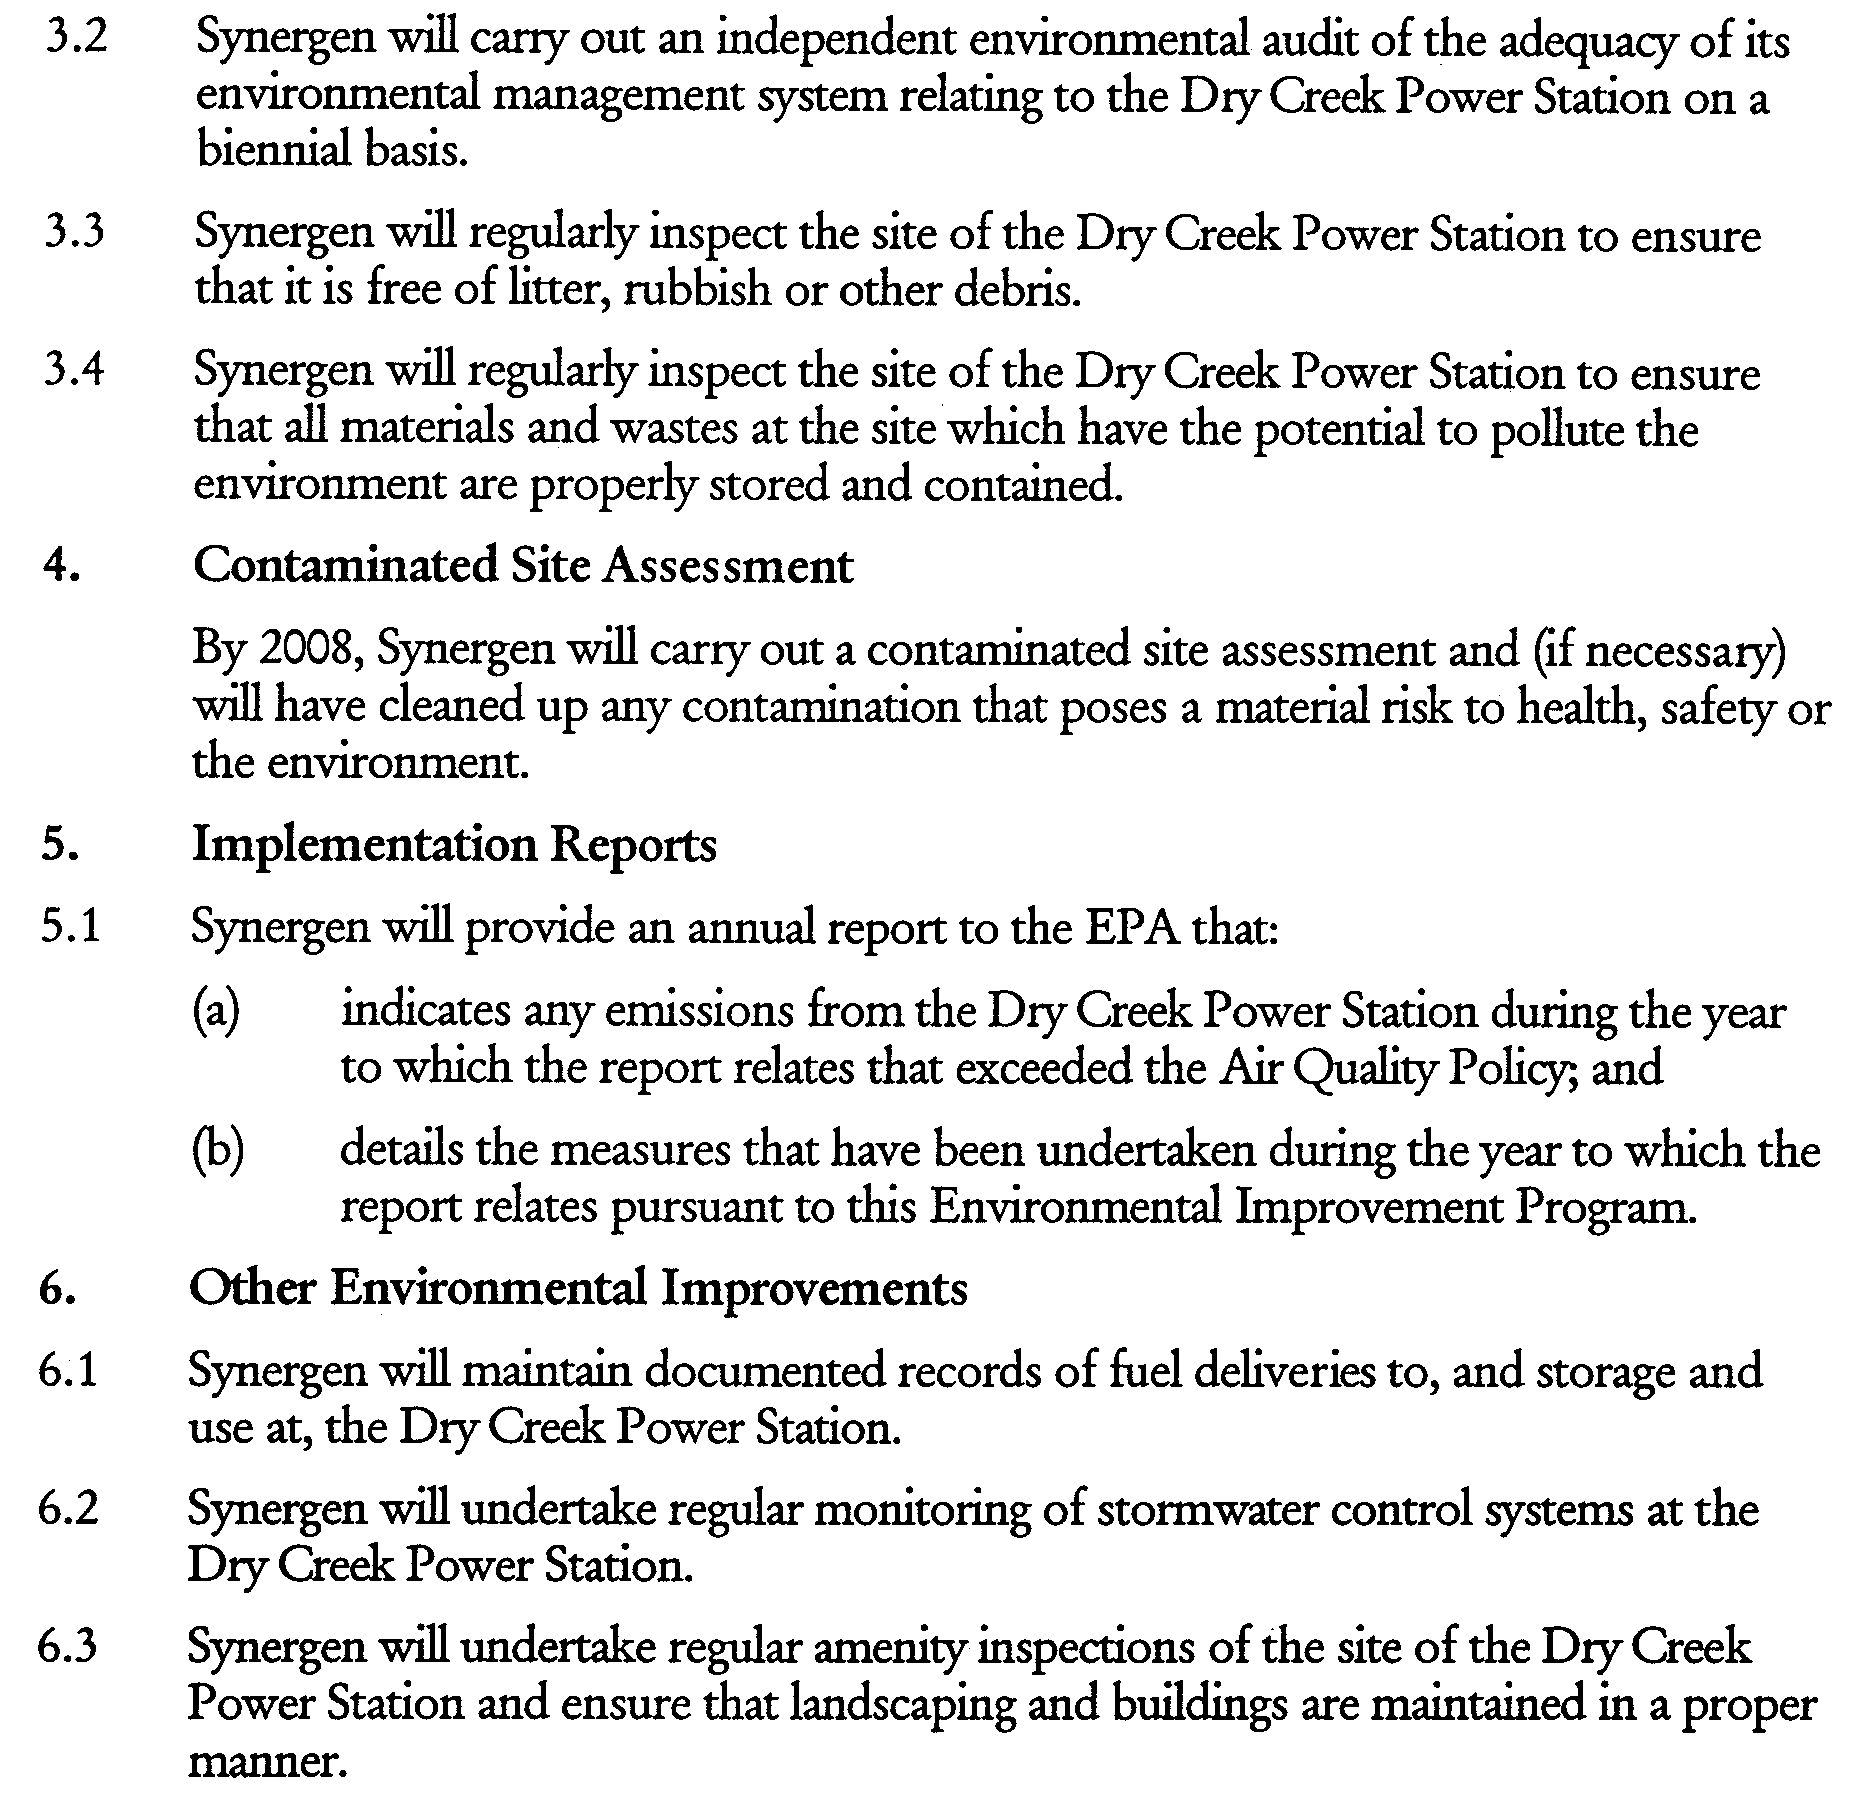 3.2 Synergen will carry out an independent environmental audit of the adequacy of its
environmental management system relating to the Dry Creek Power Station on a
biennial basis.
3.3 Synergen will regularly inspect the site of the Dry Creek Power Station to ensure
that it is free of litter, rubbish or other debris.
3.4 Synergen will regularly inspect the site of the Dry Creek Power Station to ensure
that all materials and wastes at the site which have the potential to pollute the
environment are properly stored and contained.
4. Contaminated Site Assessment
By 2008, Synergen will carry out a contaminated site assessment and (if necessary)
will have cleaned up any contamination that poses a material risk to health, safety or
the environment.
5. Implementation Reports
5.1 Synergen will provide an annual report to the EPA that:
(a) indicates any emissions from the Dry Creek Power Station during the year
to which the report relates that exceeded the Air Quality Policy; and
(b) details the measures that have been undertaken during the year to which the
report relates pursuant to this Environmental Improvement Program.
6. Other Environmental Improvements
6.1 Synergen will maintain documented records of fuel deliveries to, and storage and
use at, the Dry Creek Power Station.
6.2 Synergen will undertake regular monitoring of stormwater control systems at the
Dry Creek Power Station.
6.3 Synergen will undertake regular amenity inspections of the site of the Dry Creek
Power Station and ensure that landscaping and buildings are maintained in a proper
manner.